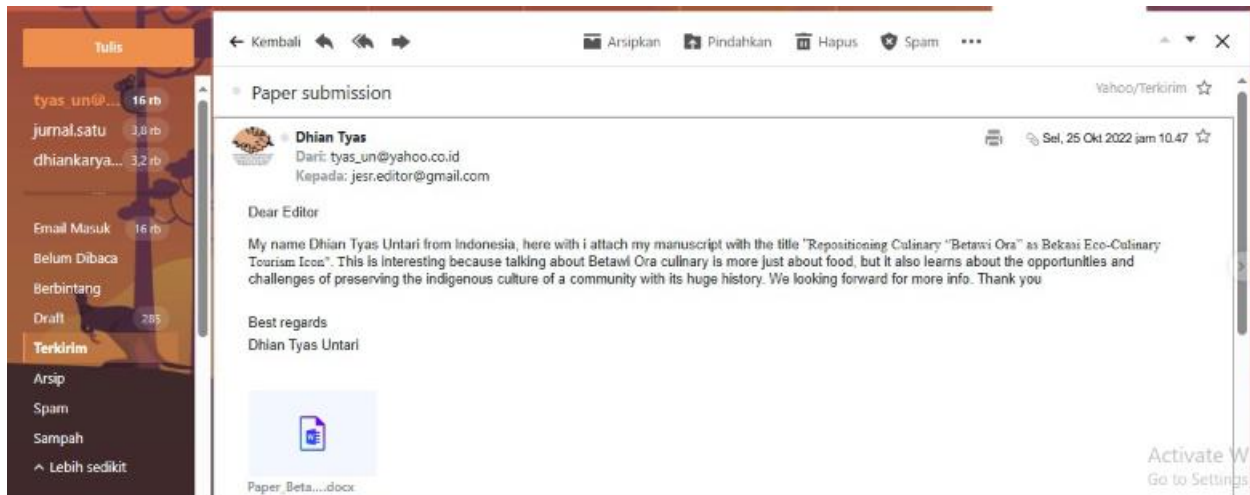 Tulis
← Kembali
Arsipkan
Pindahkan
Hapus
Spam
•••
tyas_un@... 16 rb
jurnal.satu 3,8 rb
dhiankarya... 3,2 rb
Email Masuk 16 rb
Belum Dibaca
Berbintang
Draft 285
Terkirim
Arsip
Spam
Sampah
Lebih sedikit
Paper submission
Yahoo/Terkirim
Dhian Tyas
Sel, 25 Okt 2022 jam 10.47
Dari: tyas_un@yahoo.co.id
Kepada: jesr.editor@gmail.com
Dear Editor
My name Dhian Tyas Untari from Indonesia, here with i attach my manuscript with the title "Repositioning Culinary "Betawi Ora" as Bekasi Eco-Culinary
Tourism Icon". This is interesting because talking about Betawi Ora culinary is more just about food, but it also learns about the opportunities and
challenges of preserving the indigenous culture of a community with its huge history. We looking forward for more info. Thank you
Best regards
Dhian Tyas Untari
Paper_Beta....docx
Activate W
Go to Settings